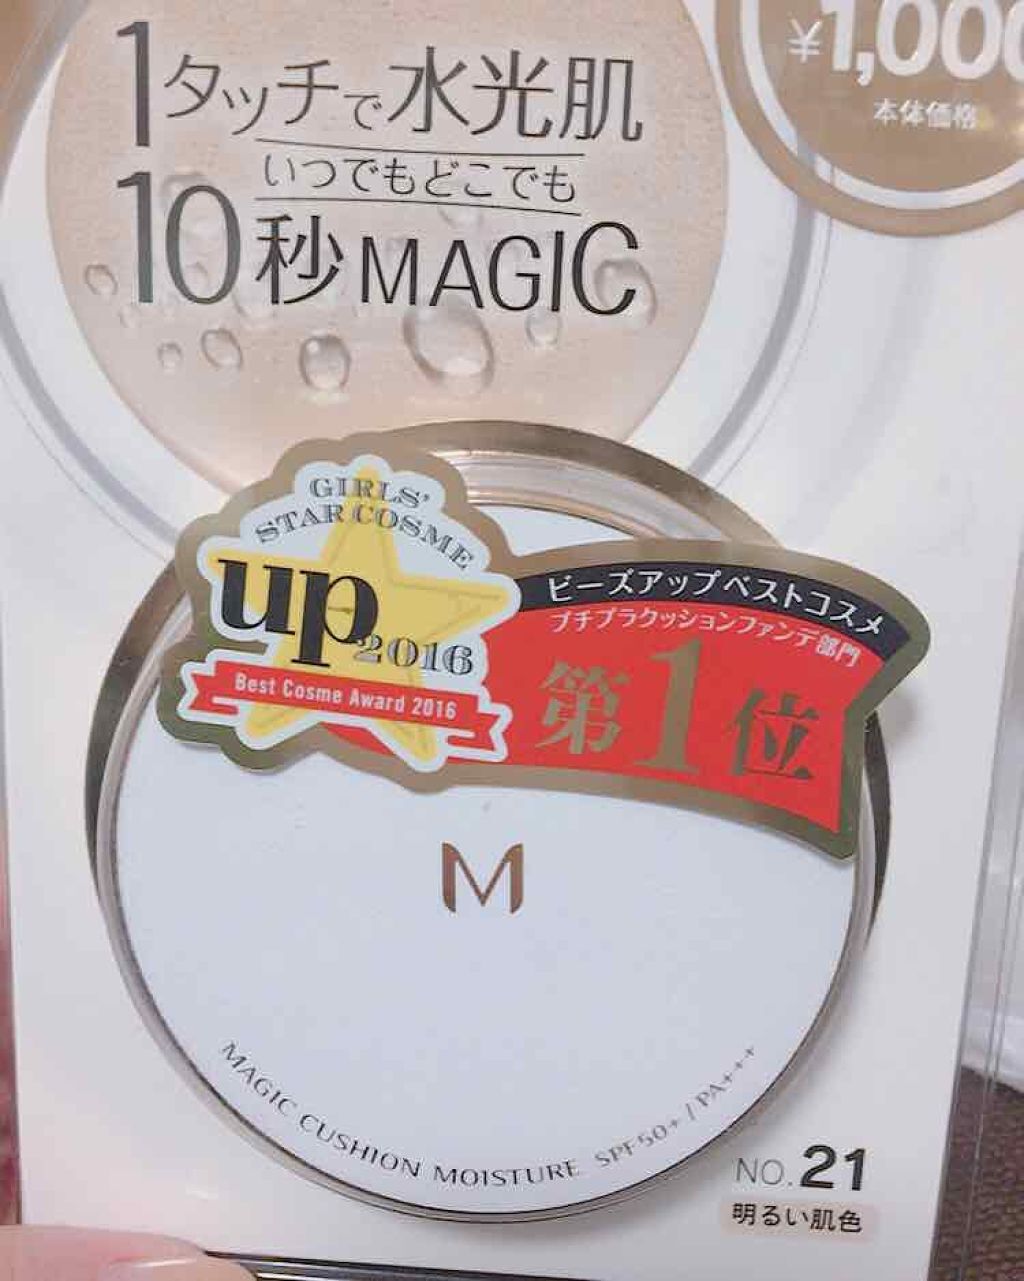 1タッチで水光肌
いつでもどこでも
10秒MAGIC
¥1,000
本体価格
GIRLS'
STAR COSME
up2016
Best Cosme Award 2016
ビーズアップベストコスメ
プチプラクッションファンデ部門
第1位
M
MAGIC CUSHION MOISTURE SPF50+ / PA+++
NO.21
明るい肌色